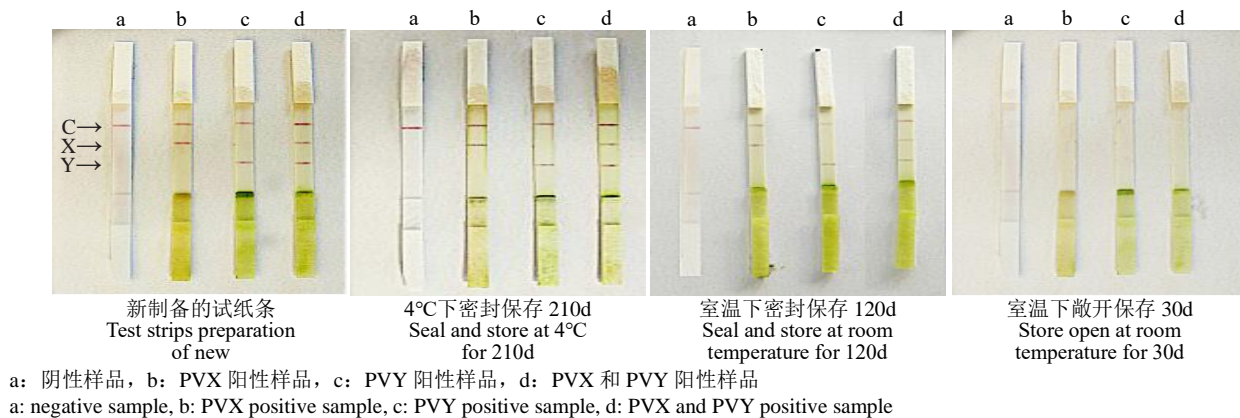 a b c d a b c d a b c d a b c d
C→
X→
Y→
新制备的试纸条 4℃下密封保存 210d 室温下密封保存 120d 室温下敞开保存 30d
Test strips preparation Seal and store at 4℃ Seal and store at room Store open at room
of new for 210d temperature for 120d temperature for 30d
a：阴性样品，b：PVX 阳性样品，c：PVY 阳性样品，d：PVX 和 PVY 阳性样品
a: negative sample, b: PVX positive sample, c: PVY positive sample, d: PVX and PVY positive sample